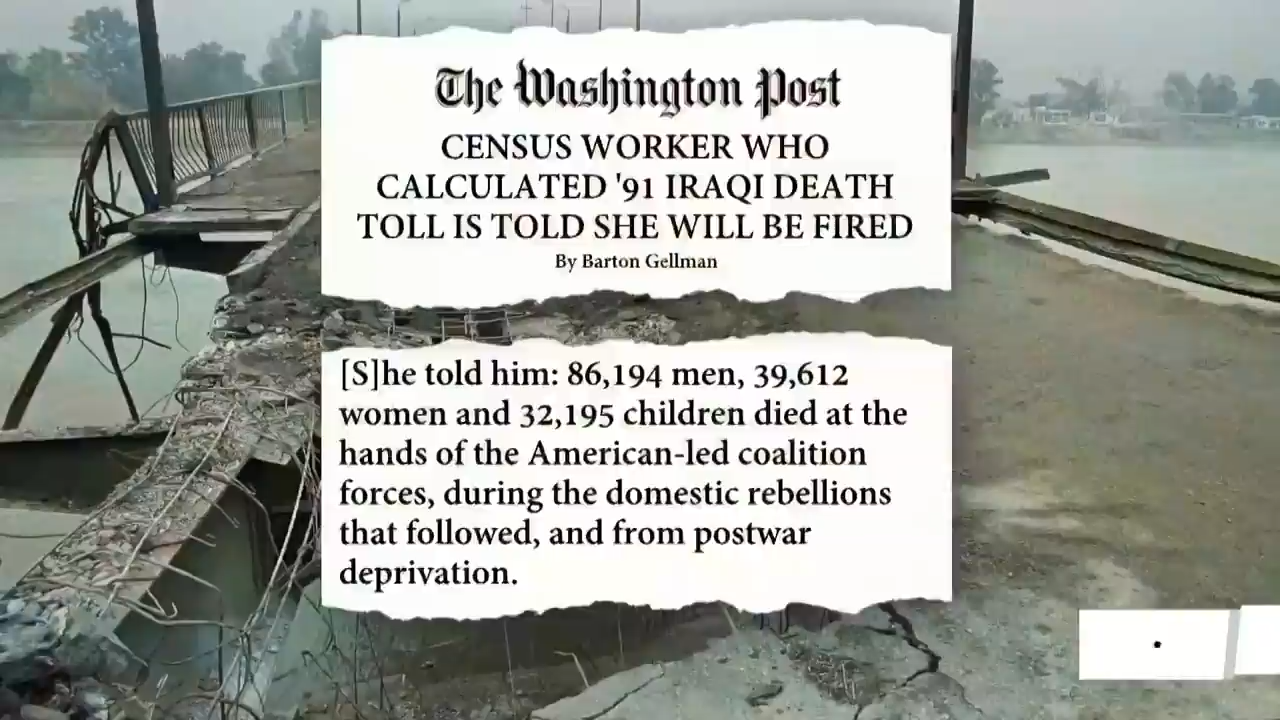 The Washington Post
CENSUS WORKER WHO
CALCULATED '91 IRAQI DEATH
TOLL IS TOLD SHE WILL BE FIRED
By Barton Gellman
[S]he told him: 86,194 men, 39,612
women and 32,195 children died at the
hands of the American-led coalition
forces, during the domestic rebellions
that followed, and from postwar
deprivation.